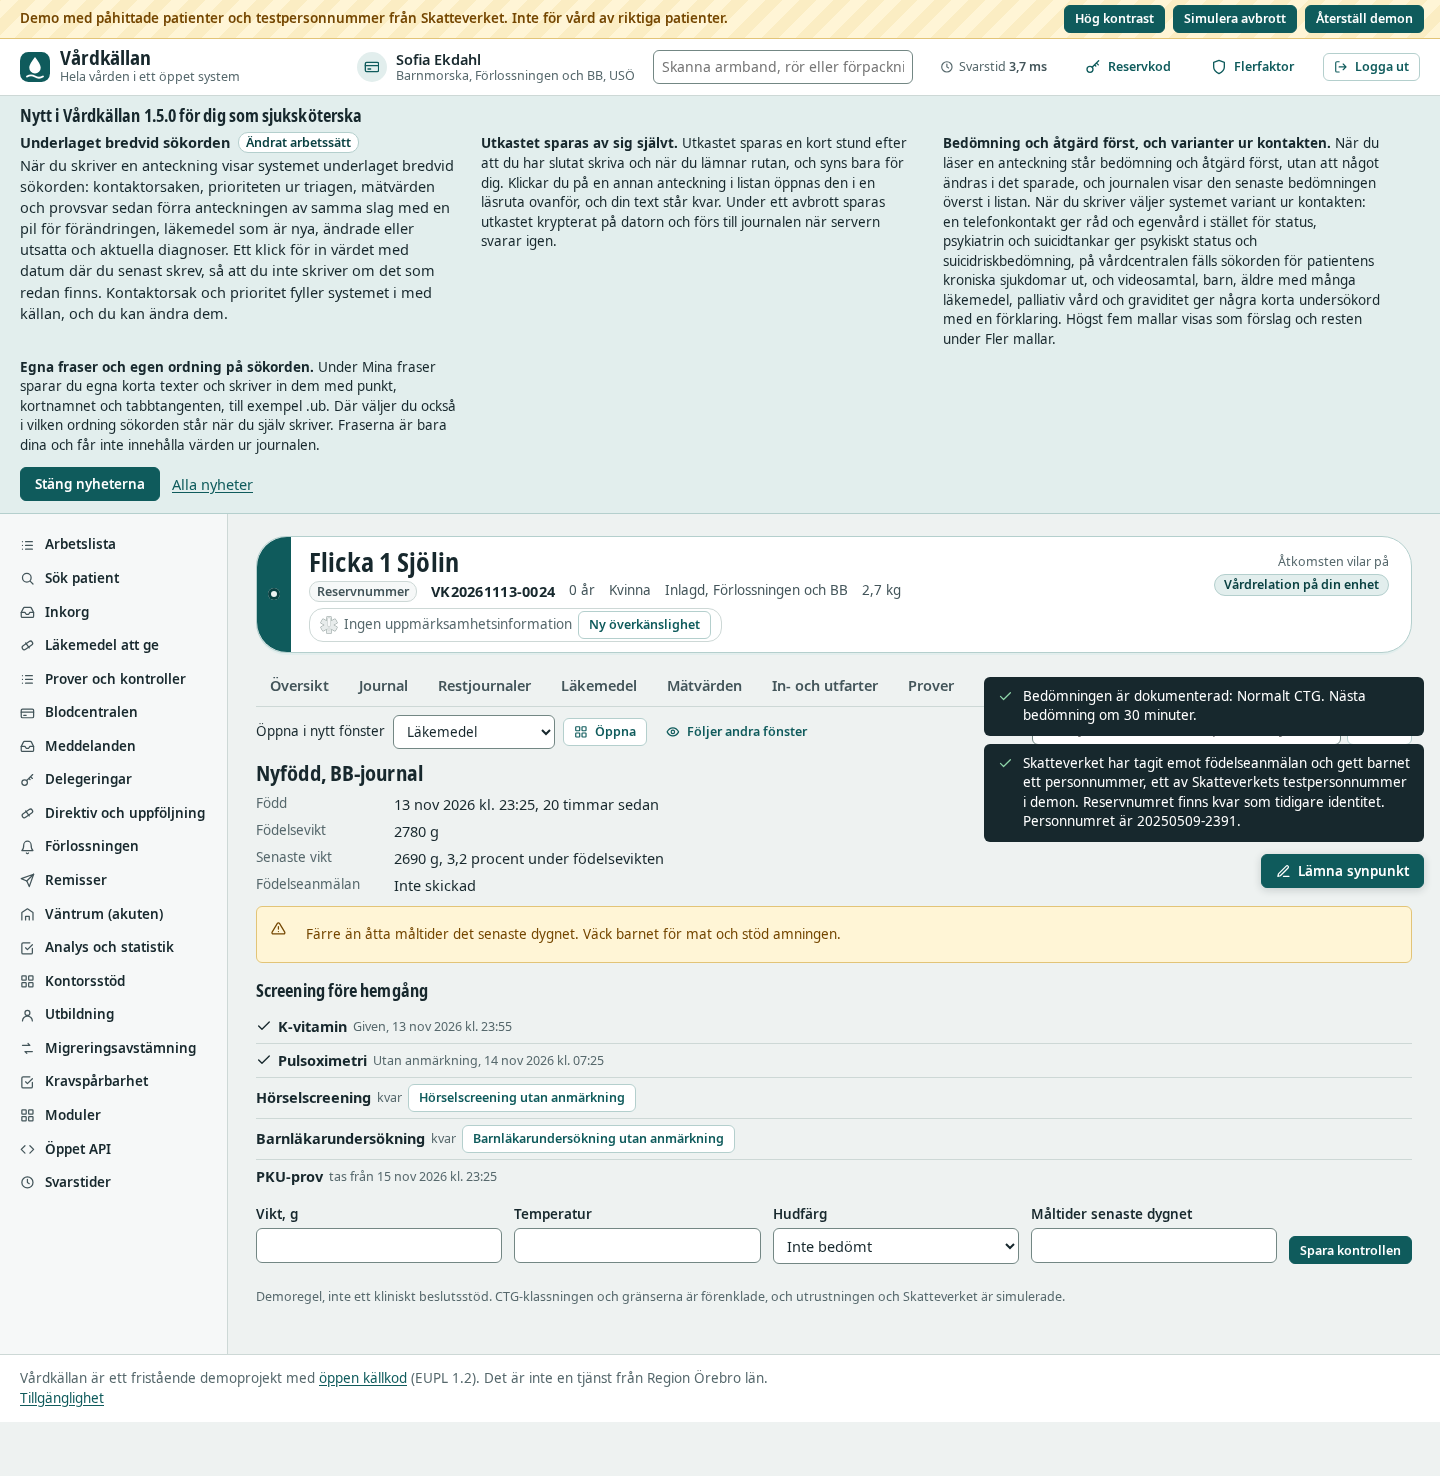 Demo med påhittade patienter och testpersonnummer från Skatteverket. Inte för vård av riktiga patienter.
Hög kontrast
Simulera avbrott
Återställ demon
Vårdkällan
Hela vården i ett öppet system
Sofia Ekdahl
Barnmorska, Förlossningen och BB, USÖ
Skanna armband, rör eller förpackni
Svarstid 3,7 ms
Reservkod
Flerfaktor
Logga ut
Nytt i Vårdkällan 1.5.0 för dig som sjuksköterska
Underlaget bredvid sökorden
Ändrat arbetssätt
När du skriver en anteckning visar systemet underlaget bredvid
sökorden: kontaktorsaken, prioriteten ur triagen, mätvärden
och provsvar sedan förra anteckningen av samma slag med en
pil för förändringen, läkemedel som är nya, ändrade eller
utsatta och aktuella diagnoser. Ett klick för in värdet med
datum där du senast skrev, så att du inte skriver om det som
redan finns. Kontaktorsak och prioritet fyller systemet i med
källan, och du kan ändra dem.
Utkastet sparas av sig självt. Utkastet sparas en kort stund efter
att du har slutat skriva och när du lämnar rutan, och syns bara för
dig. Klickar du på en annan anteckning i listan öppnas den i en
läsruta ovanför, och din text står kvar. Under ett avbrott sparas
utkastet krypterat på datorn och förs till journalen när servern
svarar igen.
Bedömning och åtgärd först, och varianter ur kontakten. När du
läser en anteckning står bedömning och åtgärd först, utan att något
ändras i det sparade, och journalen visar den senaste bedömningen
överst i listan. När du skriver väljer systemet variant ur kontakten:
en telefonkontakt ger råd och egenvård i stället för status,
psykiatrin och suicidtankar ger psykiskt status och
suicidriskbedömning, på vårdcentralen fälls sökorden för patientens
kroniska sjukdomar ut, och videosamtal, barn, äldre med många
läkemedel, palliativ vård och graviditet ger några korta undersökord
med en förklaring. Högst fem mallar visas som förslag och resten
under Fler mallar.
Egna fraser och egen ordning på sökorden. Under Mina fraser
sparar du egna korta texter och skriver in dem med punkt,
kortnamnet och tabbtangenten, till exempel .ub. Där väljer du också
i vilken ordning sökorden står när du själv skriver. Fraserna är bara
dina och får inte innehålla värden ur journalen.
Stäng nyheterna
Alla nyheter
Arbetslista
Sök patient
Inkorg
Läkemedel att ge
Prover och kontroller
Blodcentralen
Meddelanden
Delegeringar
Direktiv och uppföljning
Förlossningen
Remisser
Väntrum (akuten)
Analys och statistik
Kontorsstöd
Utbildning
Migreringsavstämning
Kravspårbarhet
Moduler
Öppet API
Svarstider
Flicka 1 Sjölin
Reservnummer
VK20261113-0024
0 år
Kvinna
Inlagd, Förlossningen och BB
2,7 kg
Ingen uppmärksamhetsinformation
Ny överkänslighet
Åtkomsten vilar på
Vårdrelation på din enhet
Översikt
Journal
Restjournaler
Läkemedel
Mätvärden
In- och utfarter
Prover
Öppna i nytt fönster
Läkemedel
Öppna
Följer andra fönster
Bedömningen är dokumenterad: Normalt CTG. Nästa
bedömning om 30 minuter.
Skatteverket har tagit emot födelseanmälan och gett barnet
ett personnummer, ett av Skatteverkets testpersonnummer
i demon. Reservnumret finns kvar som tidigare identitet.
Personnumret är 20250509-2391.
Lämna synpunkt
Nyfödd, BB-journal
Född
13 nov 2026 kl. 23:25, 20 timmar sedan
Födelsevikt
2780 g
Senaste vikt
2690 g, 3,2 procent under födelsevikten
Födelseanmälan
Inte skickad
Färre än åtta måltider det senaste dygnet. Väck barnet för mat och stöd amningen.
Screening före hemgång
K-vitamin Given, 13 nov 2026 kl. 23:55
Pulsoximetri Utan anmärkning, 14 nov 2026 kl. 07:25
Hörselscreening kvar
Hörselscreening utan anmärkning
Barnläkarundersökning kvar
Barnläkarundersökning utan anmärkning
PKU-prov tas från 15 nov 2026 kl. 23:25
Vikt, g
Temperatur
Hudfärg
Inte bedömt
Måltider senaste dygnet
Spara kontrollen
Demoregel, inte ett kliniskt beslutsstöd. CTG-klassningen och gränserna är förenklade, och utrustningen och Skatteverket är simulerade.
Vårdkällan är ett fristående demoprojekt med öppen källkod (EUPL 1.2). Det är inte en tjänst från Region Örebro län.
Tillgänglighet